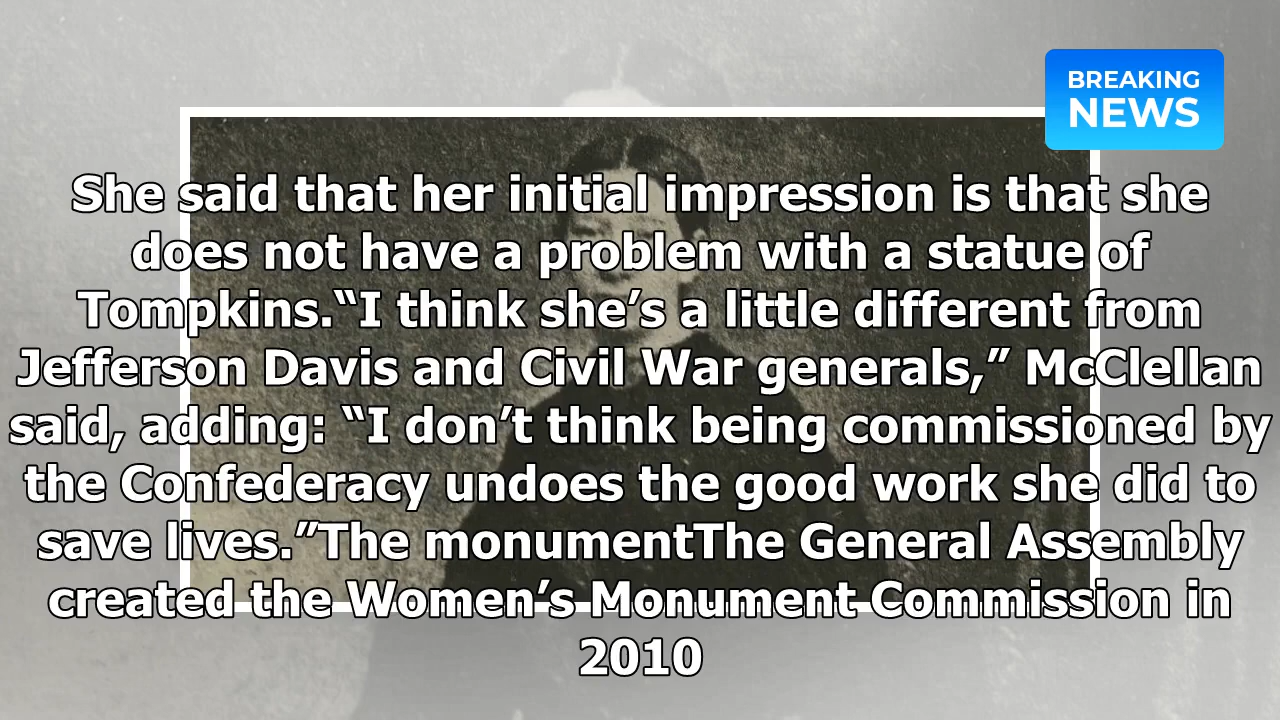 BREAKING
NEWS
She said that her initial impression is that she
does not have a problem with a statue of
Tompkins.“I think she’s a little different from
Jefferson Davis and Civil War generals,” McClellan
said, adding: “I don’t think being commissioned by
the Confederacy undoes the good work she did to
save lives.”The monumentThe General Assembly
created the Women’s Monument Commission in
2010